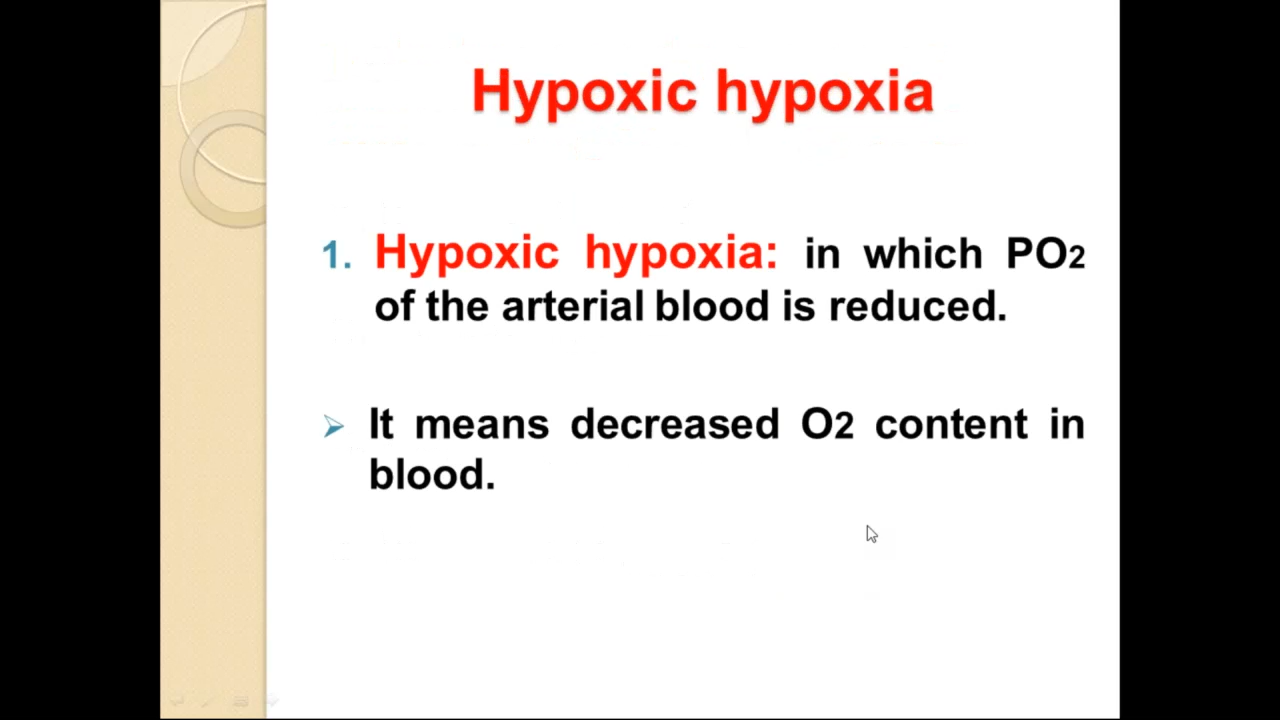 Hypoxic hypoxia
1. Hypoxic hypoxia: in which PO2
of the arterial blood is reduced.
➢ It means decreased O2 content in
blood.